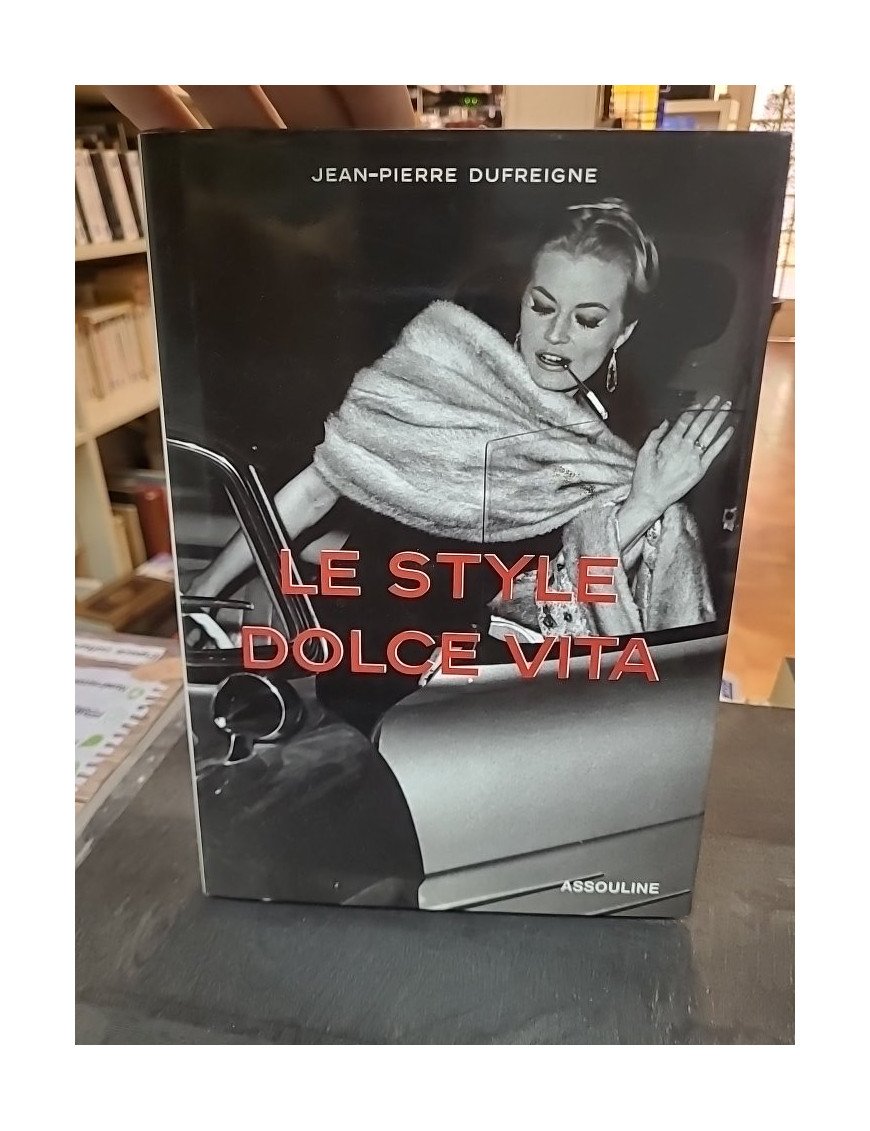 JEAN-PIERRE DUFREIGNE
LE STYLE
DOLCE VITA
ASSOULINE